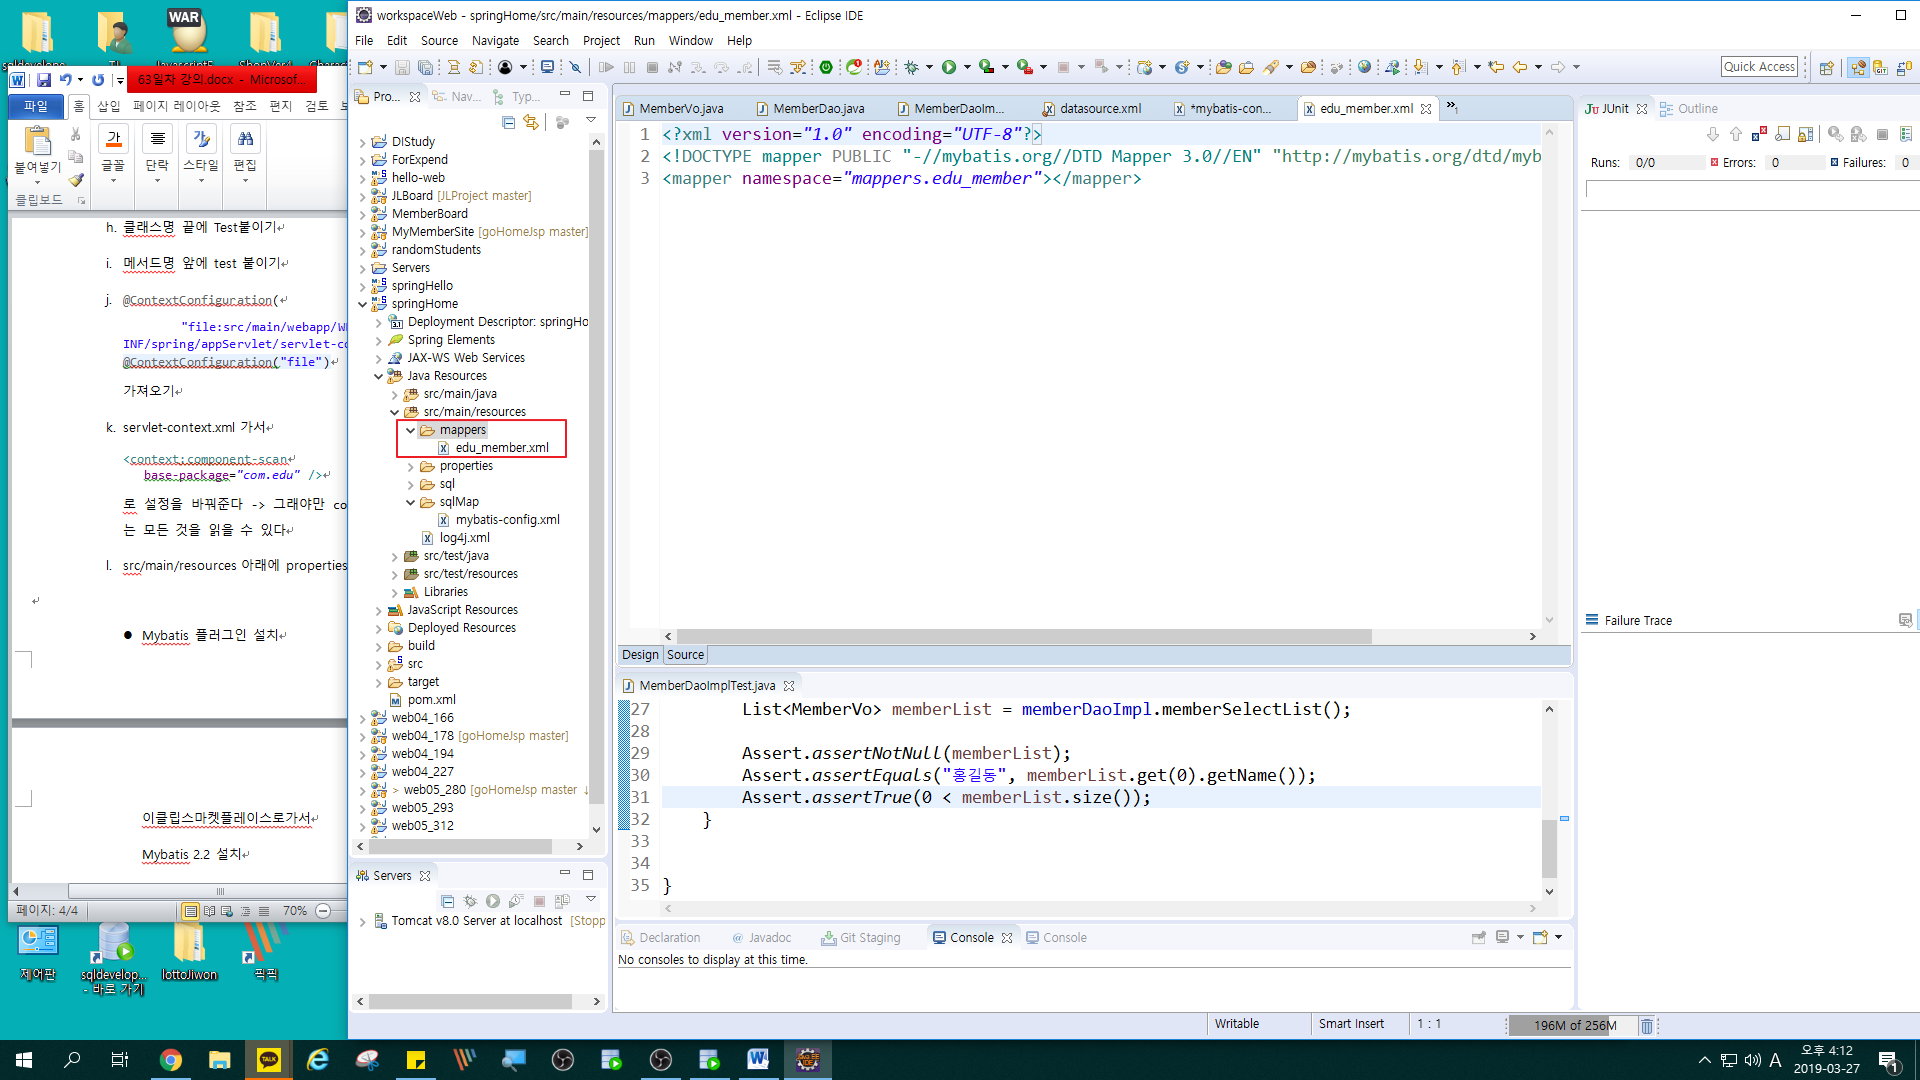 workspaceWeb - springHome/src/main/resources/mappers/edu_member.xml - Eclipse IDE
File Edit Source Navigate Search Project Run Window Help
Quick Access
WAR
63일차 강의.docx - Microsof...
파일 홈 삽입 페이지 레이아웃 참조 편지 검토
붙여넣기 글꼴 단락 스타일 편집
클립보드
h. 클래스명 끝에 Test붙이기
i. 메서드명 앞에 test 붙이기
j. @ContextConfiguration(
"file:src/main/webapp/W
INF/spring/appServlet/servlet-co
@ContextConfiguration("file")
가져오기
k. servlet-context.xml 가서
<context:component-scan
base-package="com.edu" />
로 설정을 바꿔준다 -> 그래야만 co
는 모든 것을 읽을 수 있다
l. src/main/resources 아래에 properties
● Mybatis 플러그인 설치
이클립스마켓플레이스로가서
Mybatis 2.2 설치
페이지: 4/4 70%
제어판
sqldevelop... - 바로 가기
lottoJiwon
픽픽
Pro... Nav... Typ...
DIStudy
ForExpend
hello-web
JLBoard [JLProject master]
MemberBoard
MyMemberSite [goHomeJsp master]
randomStudents
Servers
springHello
springHome
Deployment Descriptor: springHo
Spring Elements
JAX-WS Web Services
Java Resources
src/main/java
src/main/resources
mappers
edu_member.xml
properties
sql
sqlMap
mybatis-config.xml
log4j.xml
src/test/java
src/test/resources
Libraries
JavaScript Resources
Deployed Resources
build
src
target
pom.xml
web04_166
web04_178 [goHomeJsp master]
web04_194
web04_227
> web05_280 [goHomeJsp master ↓
web05_293
web05_312
Servers
Tomcat v8.0 Server at localhost [Stopp
MemberVo.java MemberDao.java MemberDaoIm... datasource.xml *mybatis-con... edu_member.xml »1
1 <?xml version="1.0" encoding="UTF-8"?>
2 <!DOCTYPE mapper PUBLIC "-//mybatis.org//DTD Mapper 3.0//EN" "http://mybatis.org/dtd/myb
3 <mapper namespace="mappers.edu_member"></mapper>
Design Source
MemberDaoImplTest.java
27 List<MemberVo> memberList = memberDaoImpl.memberSelectList();
28
29 Assert.assertNotNull(memberList);
30 Assert.assertEquals("홍길동", memberList.get(0).getName());
31 Assert.assertTrue(0 < memberList.size());
32 }
33
34
35 }
Declaration @ Javadoc Git Staging Console Console
No consoles to display at this time.
JUnit Outline
Runs: 0/0 Errors: 0 Failures: 0
Failure Trace
Writable Smart Insert 1 : 1 196M of 256M
TALK
A
오후 4:12
2019-03-27
1